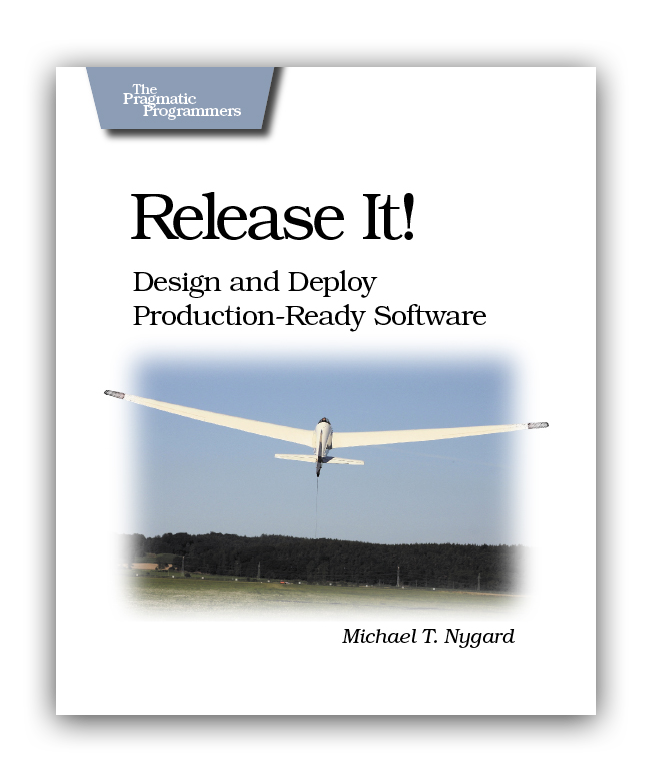 The
Pragmatic
Programmers
Release It!
Design and Deploy
Production-Ready Software
Michael T. Nygard